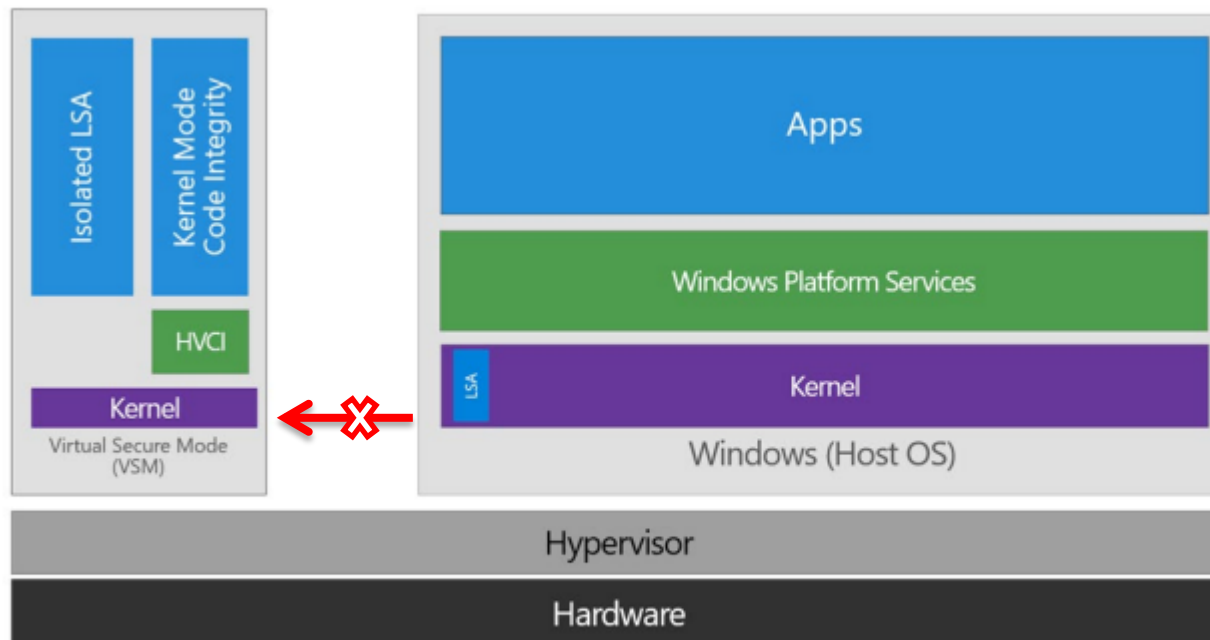 Isolated LSA
Kernel Mode
Code Integrity
HVCI
Kernel
Virtual Secure Mode
(VSM)
Apps
Windows Platform Services
LSA
Kernel
Windows (Host OS)
Hypervisor
Hardware